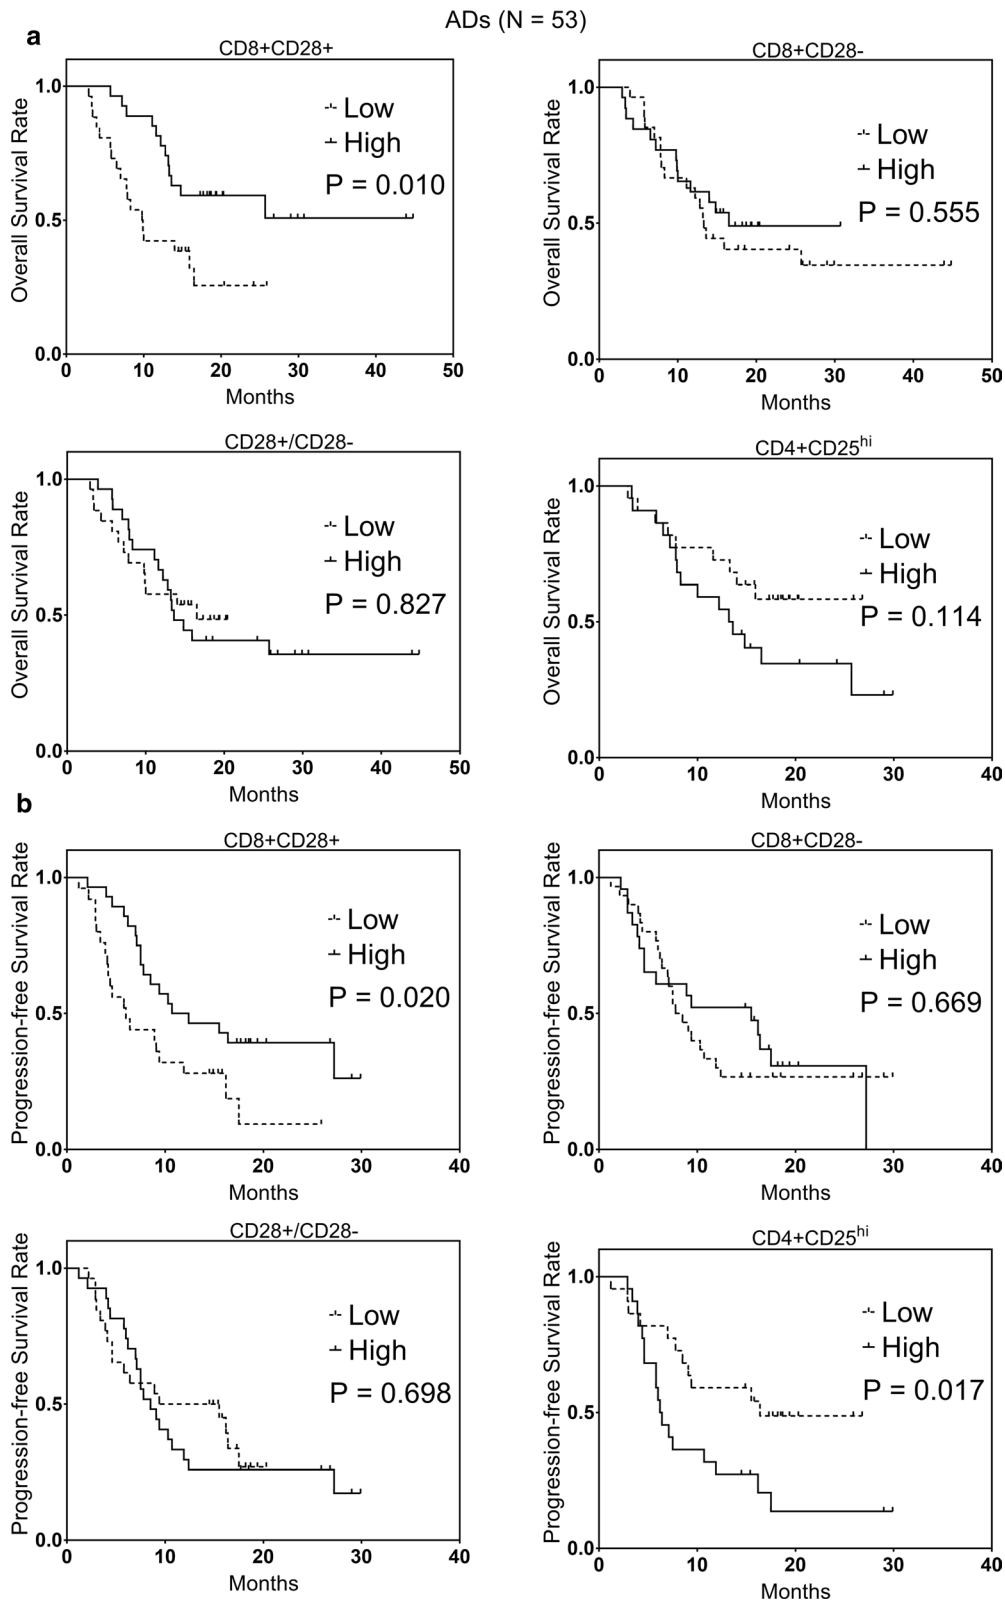 ADs (N = 53)
a
CD8+CD28+
Overall Survival Rate
1.0
0.5
0.0
0 10 20 30 40 50
Months
Low
High
P = 0.010
CD8+CD28-
Overall Survival Rate
1.0
0.5
0.0
0 10 20 30 40 50
Months
Low
High
P = 0.555
CD28+/CD28-
Overall Survival Rate
1.0
0.5
0.0
0 10 20 30 40 50
Months
Low
High
P = 0.827
CD4+CD25hi
Overall Survival Rate
1.0
0.5
0.0
0 10 20 30 40
Months
Low
High
P = 0.114
b
CD8+CD28+
Progression-free Survival Rate
1.0
0.5
0.0
0 10 20 30 40
Months
Low
High
P = 0.020
CD8+CD28-
Progression-free Survival Rate
1.0
0.5
0.0
0 10 20 30 40
Months
Low
High
P = 0.669
CD28+/CD28-
Progression-free Survival Rate
1.0
0.5
0.0
0 10 20 30 40
Months
Low
High
P = 0.698
CD4+CD25hi
Progression-free Survival Rate
1.0
0.5
0.0
0 10 20 30 40
Months
Low
High
P = 0.017